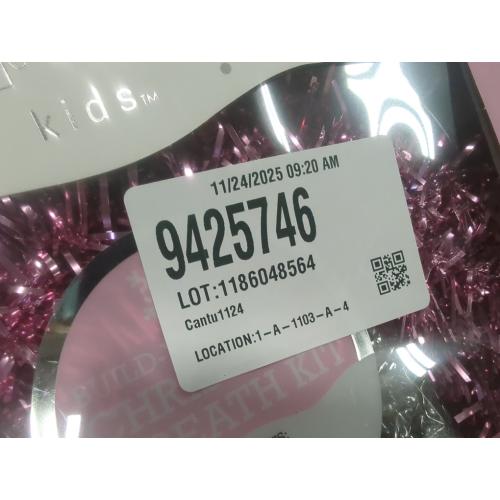 kids™
11/24/2025 09:20 AM
9425746
LOT:1186048564
Cantu1124
LOCATION:1-A-1103-A-4